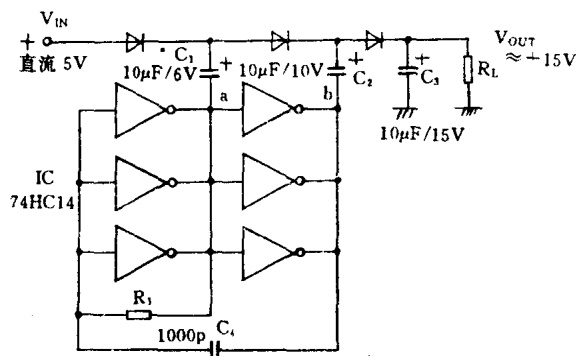 V_IN
直流 5V
C₁
10μF/6V
a
10μF/10V
b
C₂
C₃
10μF/15V
R_L
V_OUT
≈+15V
IC
74HC14
R₁
1000p C₄